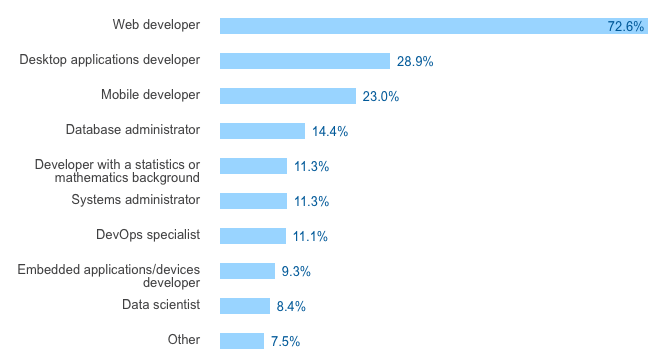 Web developer 72.6%
Desktop applications developer 28.9%
Mobile developer 23.0%
Database administrator 14.4%
Developer with a statistics or
mathematics background 11.3%
Systems administrator 11.3%
DevOps specialist 11.1%
Embedded applications/devices
developer 9.3%
Data scientist 8.4%
Other 7.5%